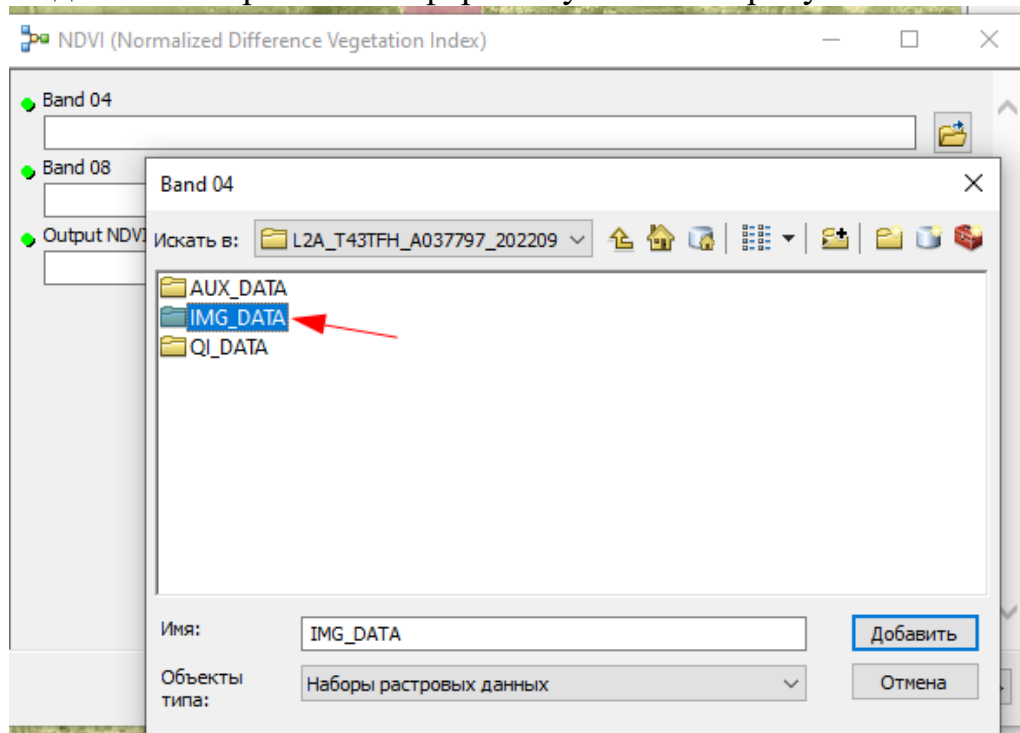 NDVI (Normalized Difference Vegetation Index)
Band 04
Band 08
Output NDVI
Band 04
Искать в: L2A_T43TFH_A037797_202209
AUX_DATA
IMG_DATA
QI_DATA
Имя: IMG_DATA Добавить
Объекты типа: Наборы растровых данных Отмена